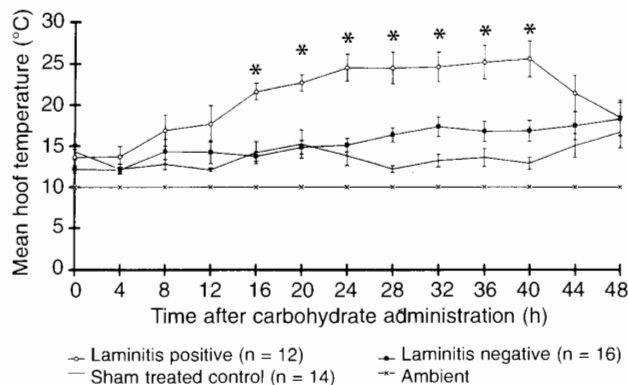 Mean hoof temperature (°C)
30
25
20
15
10
5
0
* * * * * * *
0 4 8 12 16 20 24 28 32 36 40 44 48
Time after carbohydrate administration (h)
Laminitis positive (n = 12) Laminitis negative (n = 16)
Sham treated control (n = 14) Ambient